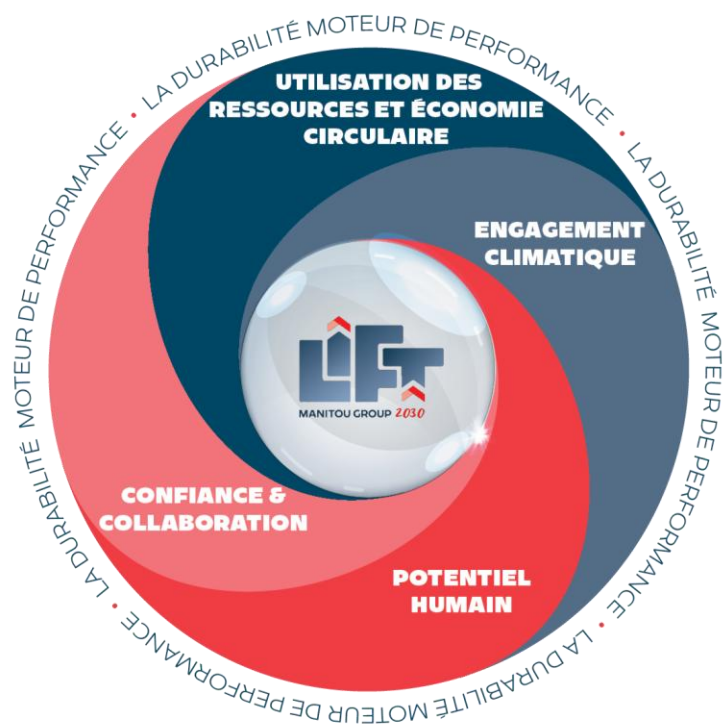 LA DURABILITÉ MOTEUR DE PERFORMANCE • LA DURABILITÉ MOTEUR DE PERFORMANCE • LA DURABILITÉ MOTEUR DE PERFORMANCE • LA DURABILITÉ MOTEUR DE PERFORMANCE •
UTILISATION DES
RESSOURCES ET ÉCONOMIE
CIRCULAIRE
ENGAGEMENT
CLIMATIQUE
LIFT
MANITOU GROUP 2030
CONFIANCE &
COLLABORATION
POTENTIEL
HUMAIN